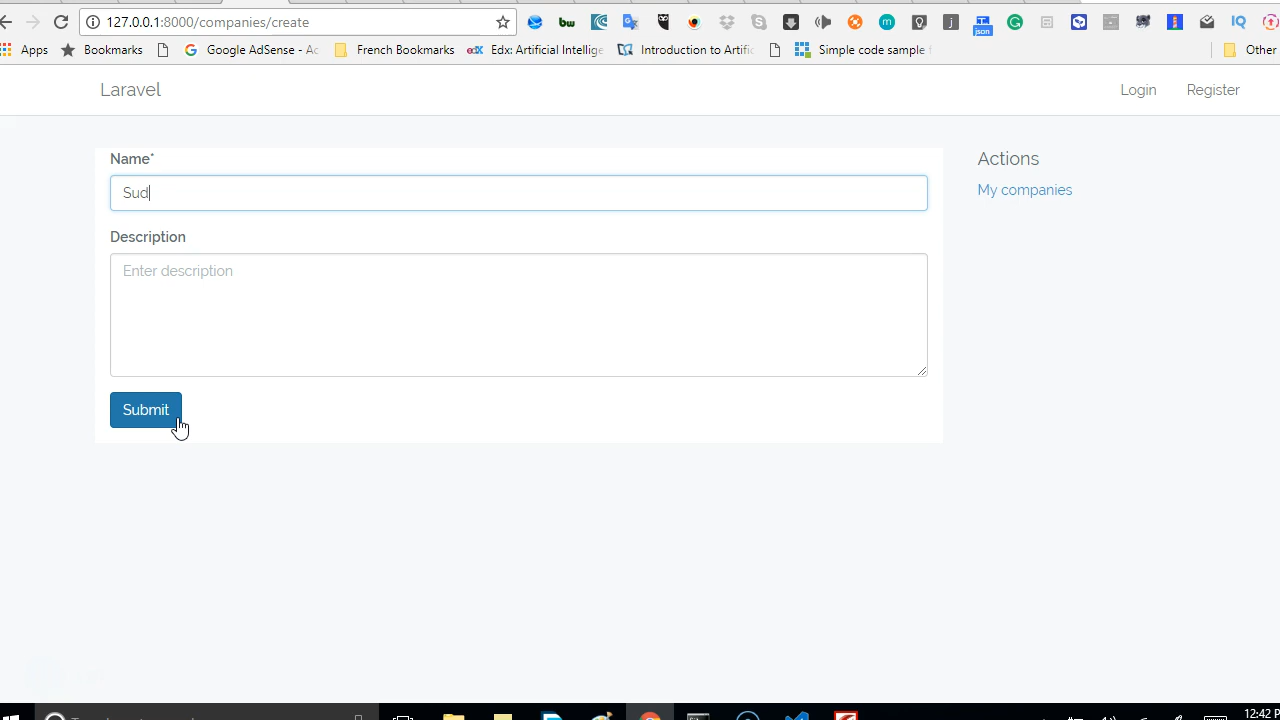 127.0.0.1:8000/companies/create
Apps Bookmarks Google AdSense - Ac French Bookmarks Edx: Artificial Intellige Introduction to Artific Simple code sample Other
Laravel Login Register
Name*
Sud
Description
Enter description
Submit
Actions
My companies
12:42 P